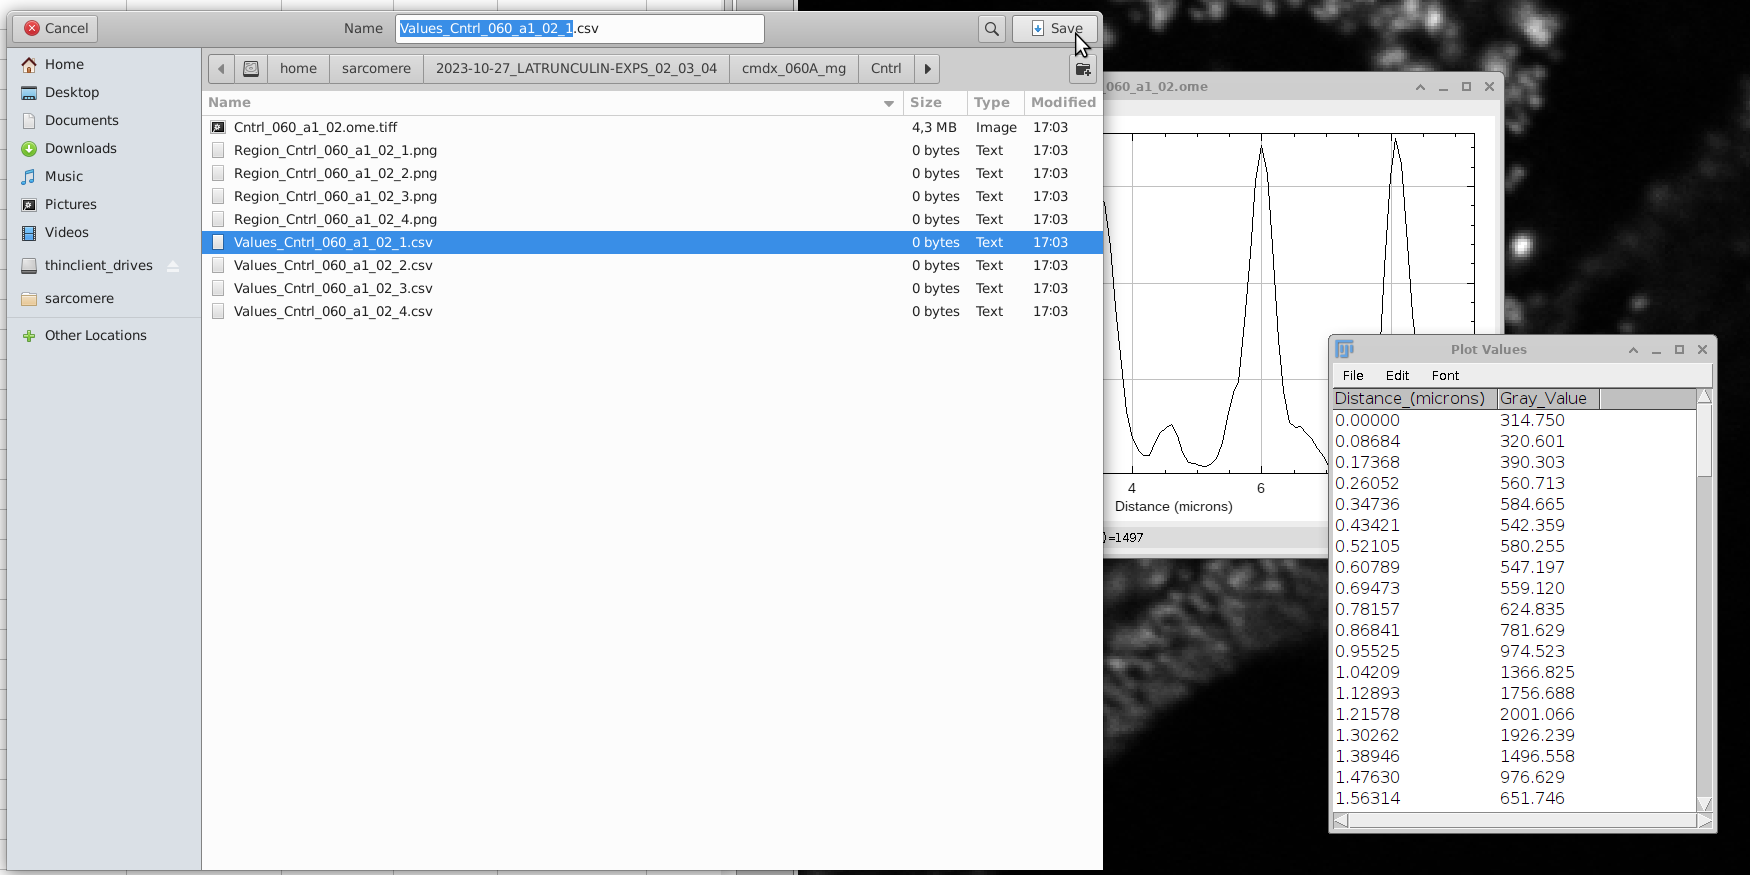 Cancel
Name
Values_Cntrl_060_a1_02_1.csv
Save
home
sarcomere
2023-10-27_LATRUNCULIN-EXPS_02_03_04
cmdx_060A_mg
Cntrl
Home
Desktop
Documents
Downloads
Music
Pictures
Videos
thinclient_drives
sarcomere
Other Locations
Name Size Type Modified
Cntrl_060_a1_02.ome.tiff 4,3 MB Image 17:03
Region_Cntrl_060_a1_02_1.png 0 bytes Text 17:03
Region_Cntrl_060_a1_02_2.png 0 bytes Text 17:03
Region_Cntrl_060_a1_02_3.png 0 bytes Text 17:03
Region_Cntrl_060_a1_02_4.png 0 bytes Text 17:03
Values_Cntrl_060_a1_02_1.csv 0 bytes Text 17:03
Values_Cntrl_060_a1_02_2.csv 0 bytes Text 17:03
Values_Cntrl_060_a1_02_3.csv 0 bytes Text 17:03
Values_Cntrl_060_a1_02_4.csv 0 bytes Text 17:03
060_a1_02.ome
4 6
Distance (microns)
)=1497
Plot Values
File Edit Font
Distance_(microns) Gray_Value
0.00000 314.750
0.08684 320.601
0.17368 390.303
0.26052 560.713
0.34736 584.665
0.43421 542.359
0.52105 580.255
0.60789 547.197
0.69473 559.120
0.78157 624.835
0.86841 781.629
0.95525 974.523
1.04209 1366.825
1.12893 1756.688
1.21578 2001.066
1.30262 1926.239
1.38946 1496.558
1.47630 976.629
1.56314 651.746